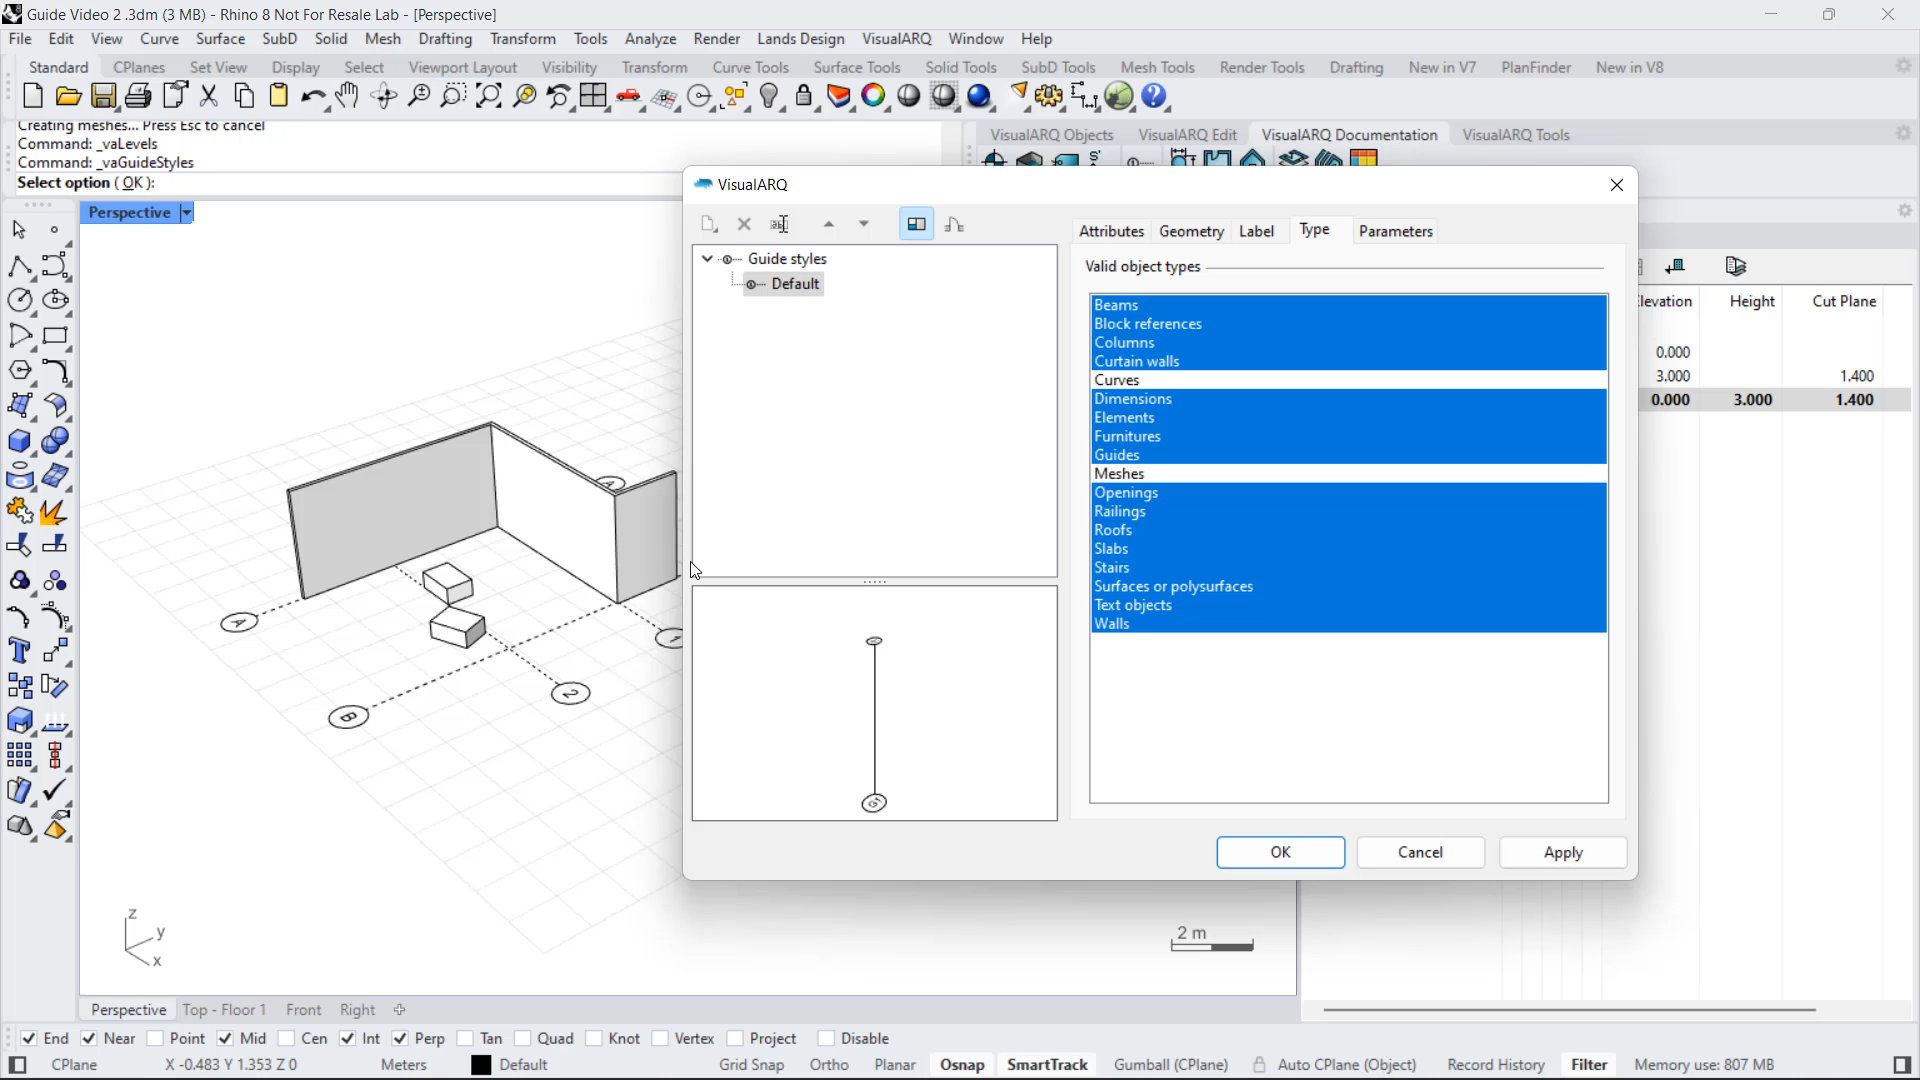 Guide Video 2 .3dm (3 MB) - Rhino 8 Not For Resale Lab - [Perspective]
File Edit View Curve Surface SubD Solid Mesh Drafting Transform Tools Analyze Render Lands Design VisualARQ Window Help
Standard CPlanes Set View Display Select Viewport Layout Visibility Transform Curve Tools Surface Tools Solid Tools SubD Tools Mesh Tools Render Tools Drafting New in V7 PlanFinder New in V8
Creating meshes... Press Esc to cancel
Command: _vaLevels
Command: _vaGuideStyles
Select option ( OK ):
VisualARQ Objects VisualARQ Edit VisualARQ Documentation VisualARQ Tools
Perspective
VisualARQ
Attributes Geometry Label Type Parameters
Guide styles
Default
Valid object types
Beams
Block references
Columns
Curtain walls
Curves
Dimensions
Elements
Furnitures
Guides
Meshes
Openings
Railings
Roofs
Slabs
Stairs
Surfaces or polysurfaces
Text objects
Walls
OK Cancel Apply
levation Height Cut Plane
0.000
3.000 1.400
0.000 3.000 1.400
A
A
1
2
B
G1
z
y
x
2 m
Perspective Top - Floor 1 Front Right
End Near Point Mid Cen Int Perp Tan Quad Knot Vertex Project Disable
CPlane X -0.483 Y 1.353 Z 0 Meters Default Grid Snap Ortho Planar Osnap SmartTrack Gumball (CPlane) Auto CPlane (Object) Record History Filter Memory use: 807 MB